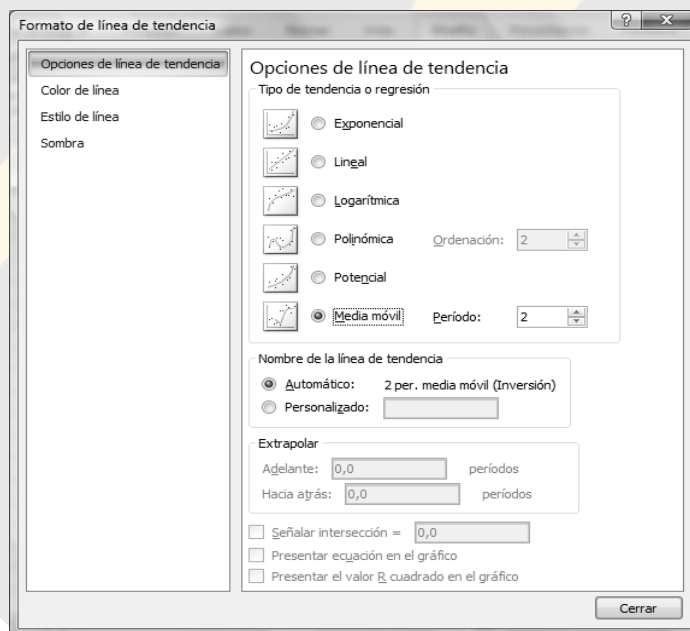 Formato de línea de tendencia
Opciones de línea de tendencia
Color de línea
Estilo de línea
Sombra
Opciones de línea de tendencia
Tipo de tendencia o regresión
Exponencial
Lineal
Logarítmica
Polinómica Ordenación: 2
Potencial
Media móvil Período: 2
Nombre de la línea de tendencia
Automático: 2 per. media móvil (Inversión)
Personalizado:
Extrapolar
Adelante: 0,0 períodos
Hacia atrás: 0,0 períodos
Señalar intersección = 0,0
Presentar ecuación en el gráfico
Presentar el valor R cuadrado en el gráfico
Cerrar